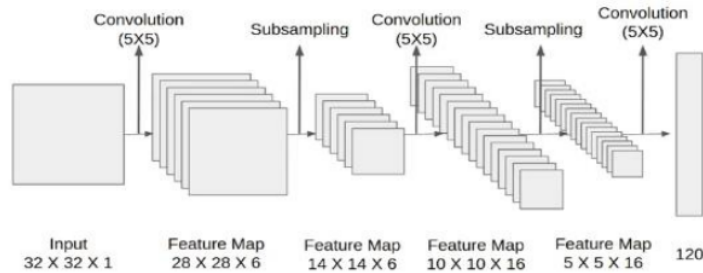 Convolution
(5X5)
Subsampling
Convolution
(5X5)
Subsampling
Convolution
(5X5)
Input
32 X 32 X 1
Feature Map
28 X 28 X 6
Feature Map
14 X 14 X 6
Feature Map
10 X 10 X 16
Feature Map
5 X 5 X 16
120